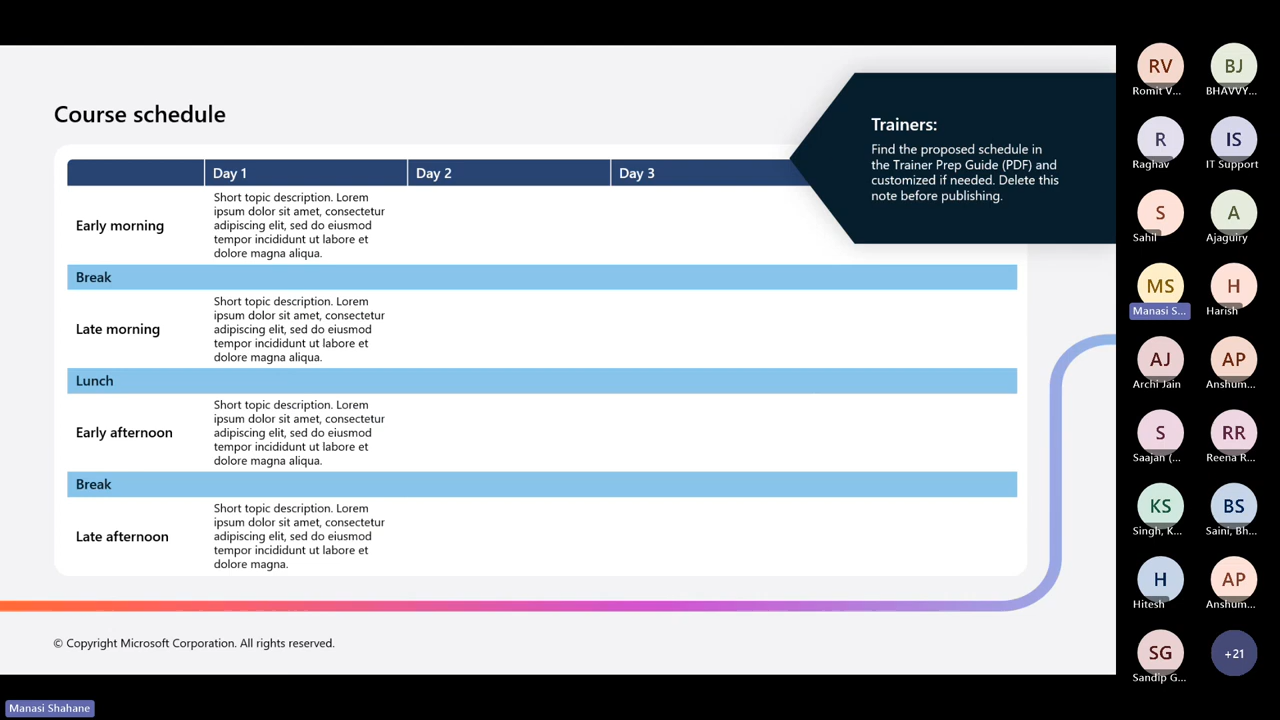 Course schedule
Trainers:
Find the proposed schedule in
the Trainer Prep Guide (PDF) and
customized if needed. Delete this
note before publishing.
Day 1
Day 2
Day 3
Early morning
Short topic description. Lorem
ipsum dolor sit amet, consectetur
adipiscing elit, sed do eiusmod
tempor incididunt ut labore et
dolore magna aliqua.
Break
Late morning
Short topic description. Lorem
ipsum dolor sit amet, consectetur
adipiscing elit, sed do eiusmod
tempor incididunt ut labore et
dolore magna aliqua.
Lunch
Early afternoon
Short topic description. Lorem
ipsum dolor sit amet, consectetur
adipiscing elit, sed do eiusmod
tempor incididunt ut labore et
dolore magna aliqua.
Break
Late afternoon
Short topic description. Lorem
ipsum dolor sit amet, consectetur
adipiscing elit, sed do eiusmod
tempor incididunt ut labore et
dolore magna.
© Copyright Microsoft Corporation. All rights reserved.
Manasi Shahane
RV
Romit V...
BJ
BHAVVY...
R
Raghav
IS
IT Support
S
Sahil
A
Ajaguiry
MS
Manasi S...
H
Harish
AJ
Archi Jain
AP
Anshum...
S
Saajan (...
RR
Reena R...
KS
Singh, K...
BS
Saini, Bh...
H
Hitesh
AP
Anshum...
SG
Sandip G...
+21